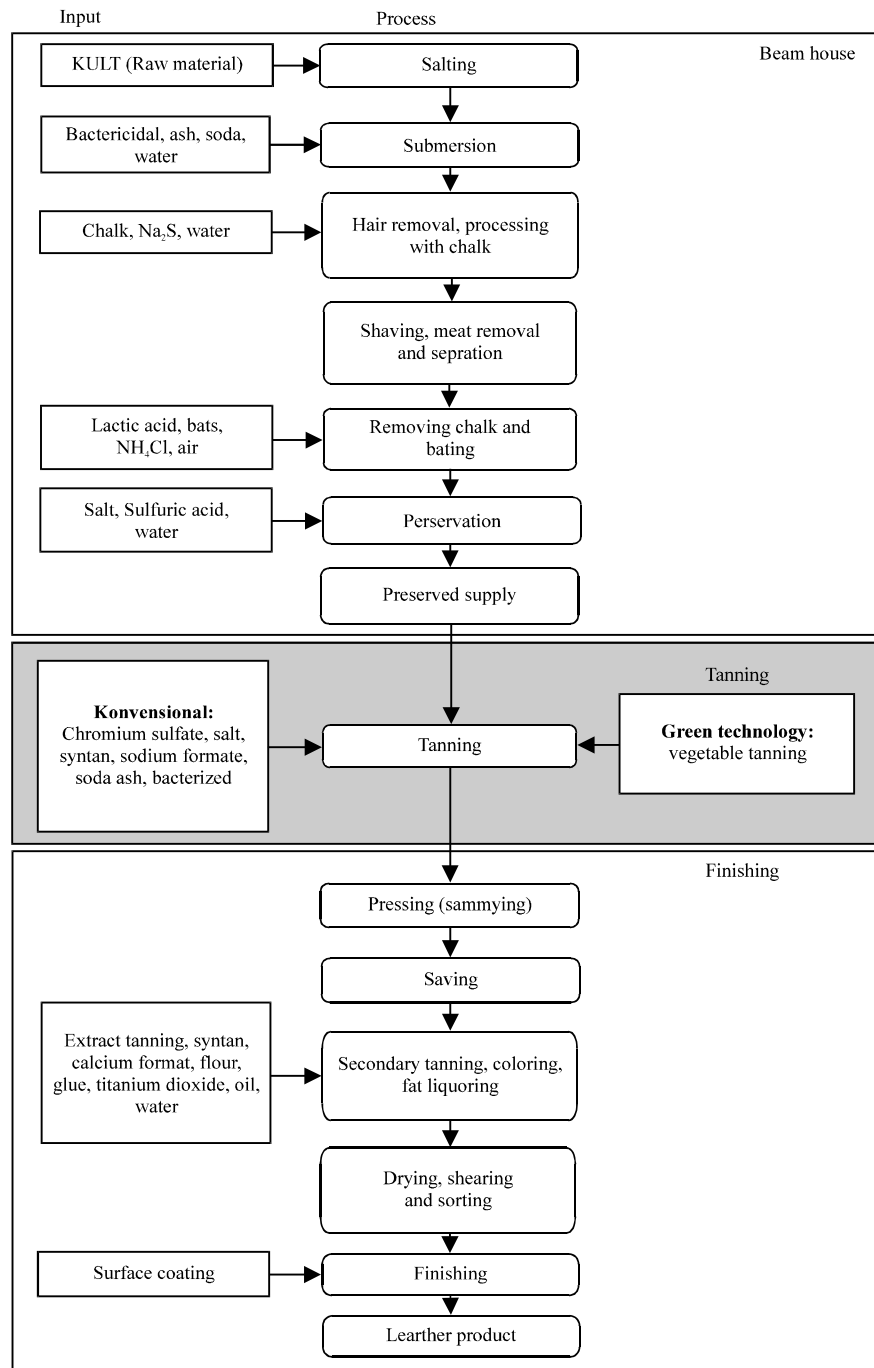 Input
Process
Beam house
KULT (Raw material)
Salting
Bactericidal, ash, soda,
water
Submersion
Chalk, Na₂S, water
Hair removal, processing
with chalk
Shaving, meat removal
and sepration
Lactic acid, bats,
NH₄Cl, air
Removing chalk and
bating
Salt, Sulfuric acid,
water
Perservation
Preserved supply
Tanning
Konvensional:
Chromium sulfate, salt,
syntan, sodium formate,
soda ash, bacterized
Tanning
Green technology:
vegetable tanning
Finishing
Pressing (sammying)
Saving
Extract tanning, syntan,
calcium format, flour,
glue, titanium dioxide, oil,
water
Secondary tanning, coloring,
fat liquoring
Drying, shearing
and sorting
Surface coating
Finishing
Learther product